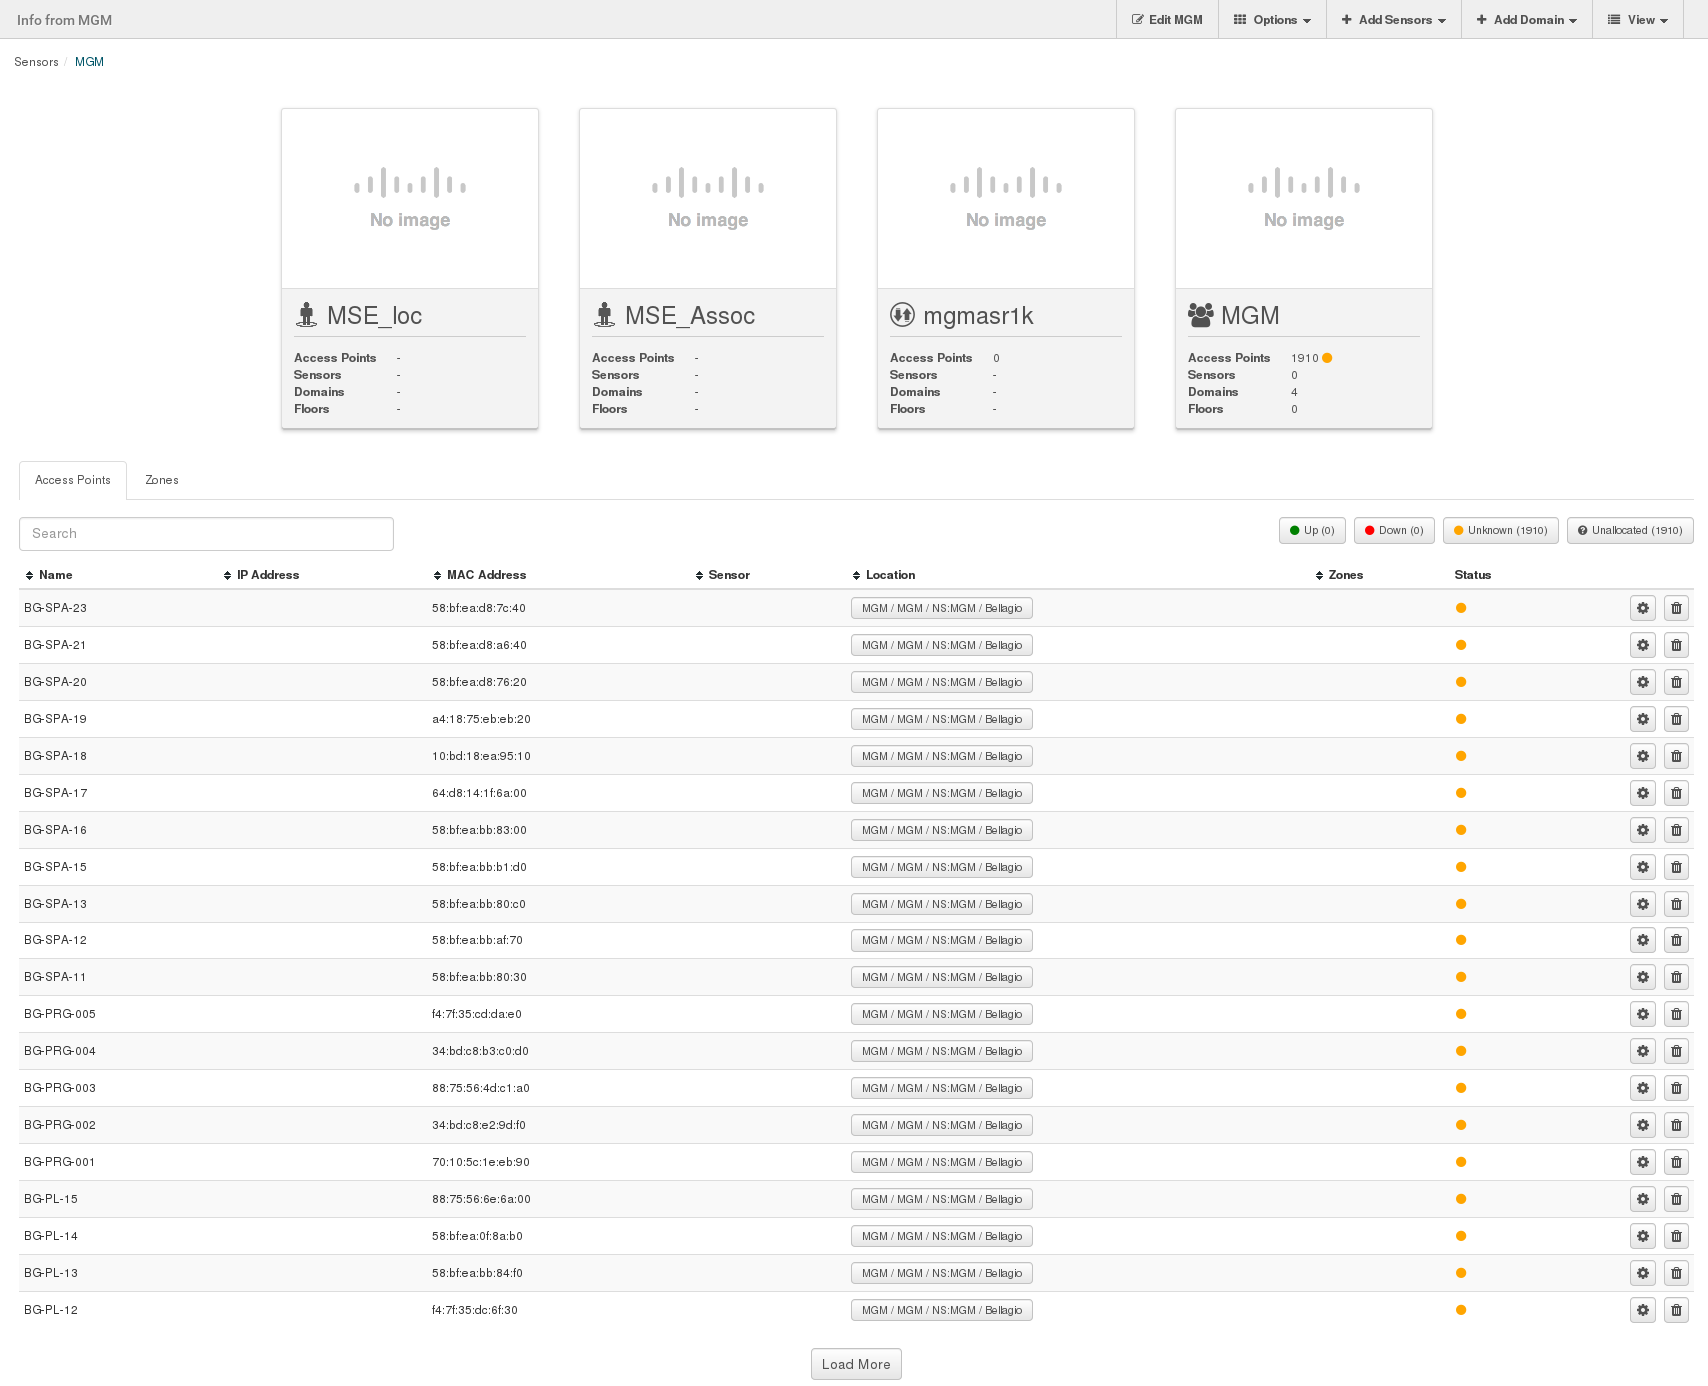 Info from MGM
Edit MGM
Options
Add Sensors
Add Domain
View
Sensors / MGM
No image
No image
No image
No image
MSE_loc
Access Points -
Sensors -
Domains -
Floors -
MSE_Assoc
Access Points -
Sensors -
Domains -
Floors -
mgmasr1k
Access Points 0
Sensors -
Domains -
Floors -
MGM
Access Points 1910
Sensors 0
Domains 4
Floors 0
Access Points Zones
Search
Up (0) Down (0) Unknown (1910) Unallocated (1910)
Name IP Address MAC Address Sensor Location Zones Status
BG-SPA-23 58:bf:ea:d8:7c:40 MGM / MGM / NS:MGM / Bellagio
BG-SPA-21 58:bf:ea:d8:a6:40 MGM / MGM / NS:MGM / Bellagio
BG-SPA-20 58:bf:ea:d8:76:20 MGM / MGM / NS:MGM / Bellagio
BG-SPA-19 a4:18:75:eb:eb:20 MGM / MGM / NS:MGM / Bellagio
BG-SPA-18 10:bd:18:ea:95:10 MGM / MGM / NS:MGM / Bellagio
BG-SPA-17 64:d8:14:1f:6a:00 MGM / MGM / NS:MGM / Bellagio
BG-SPA-16 58:bf:ea:bb:83:00 MGM / MGM / NS:MGM / Bellagio
BG-SPA-15 58:bf:ea:bb:b1:d0 MGM / MGM / NS:MGM / Bellagio
BG-SPA-13 58:bf:ea:bb:80:c0 MGM / MGM / NS:MGM / Bellagio
BG-SPA-12 58:bf:ea:bb:af:70 MGM / MGM / NS:MGM / Bellagio
BG-SPA-11 58:bf:ea:bb:80:30 MGM / MGM / NS:MGM / Bellagio
BG-PRG-005 f4:7f:35:cd:da:e0 MGM / MGM / NS:MGM / Bellagio
BG-PRG-004 34:bd:c8:b3:c0:d0 MGM / MGM / NS:MGM / Bellagio
BG-PRG-003 88:75:56:4d:c1:a0 MGM / MGM / NS:MGM / Bellagio
BG-PRG-002 34:bd:c8:e2:9d:f0 MGM / MGM / NS:MGM / Bellagio
BG-PRG-001 70:10:5c:1e:eb:90 MGM / MGM / NS:MGM / Bellagio
BG-PL-15 88:75:56:6e:6a:00 MGM / MGM / NS:MGM / Bellagio
BG-PL-14 58:bf:ea:0f:8a:b0 MGM / MGM / NS:MGM / Bellagio
BG-PL-13 58:bf:ea:bb:84:f0 MGM / MGM / NS:MGM / Bellagio
BG-PL-12 f4:7f:35:dc:6f:30 MGM / MGM / NS:MGM / Bellagio
Load More